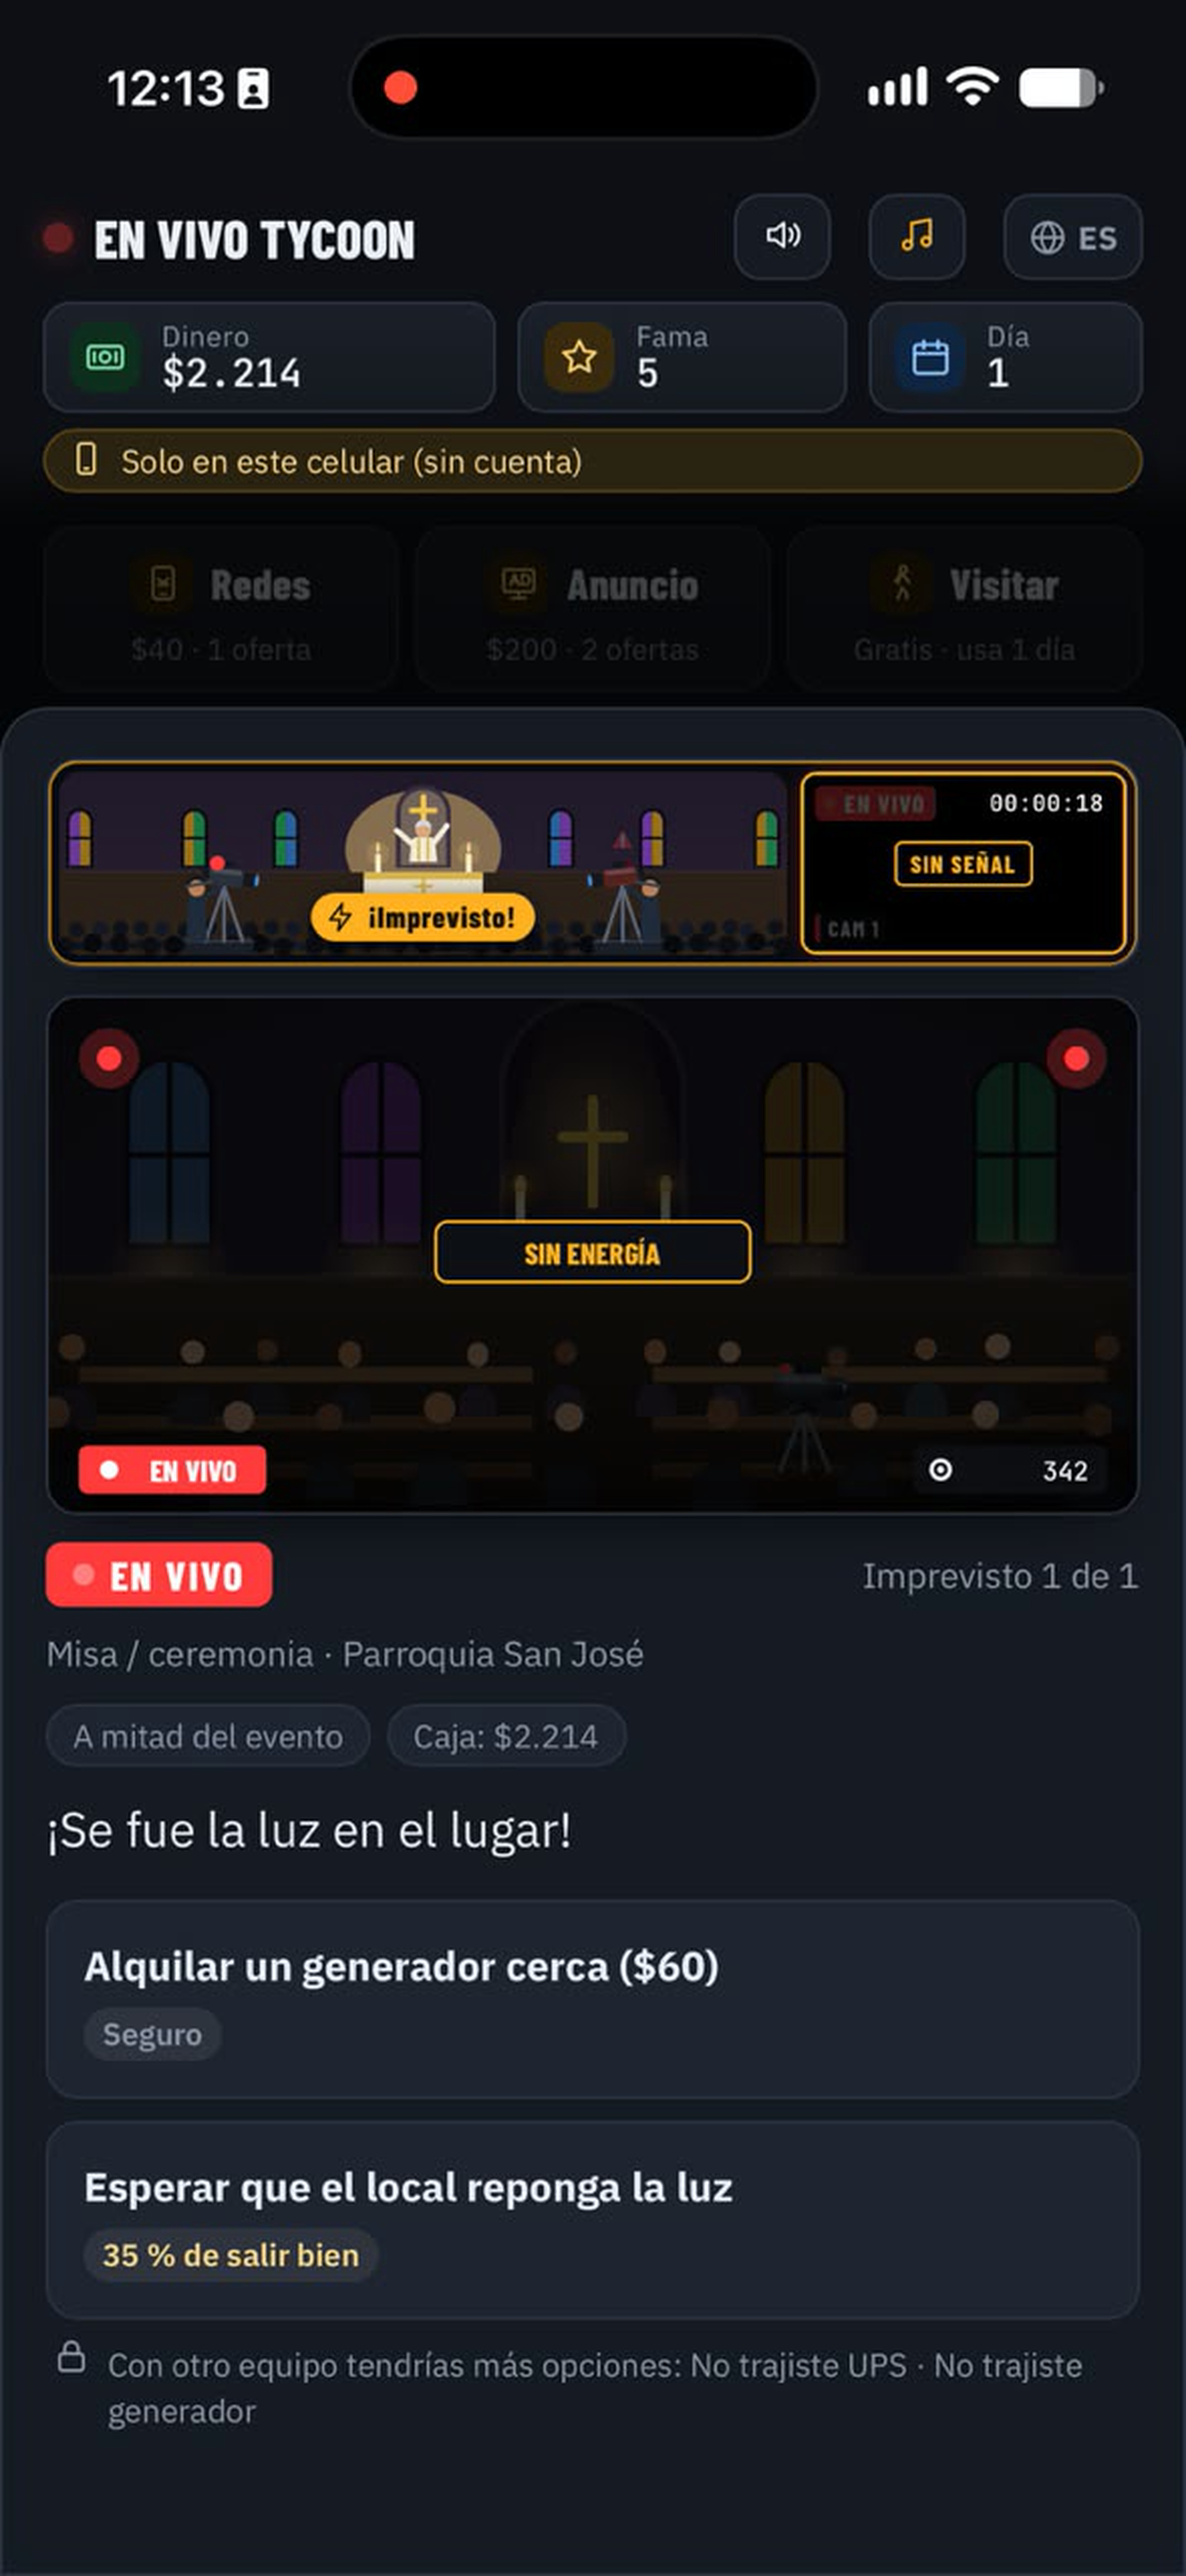 12:13
EN VIVO TYCOON
ES
Dinero
$2.214
Fama
5
Día
1
Solo en este celular (sin cuenta)
Redes
$40 · 1 oferta
AD
Anuncio
$200 · 2 ofertas
Visitar
Gratis · usa 1 día
¡Imprevisto!
EN VIVO
00:00:18
SIN SEÑAL
CAM 1
SIN ENERGÍA
EN VIVO
342
EN VIVO
Imprevisto 1 de 1
Misa / ceremonia · Parroquia San José
A mitad del evento
Caja: $2.214
¡Se fue la luz en el lugar!
Alquilar un generador cerca ($60)
Seguro
Esperar que el local reponga la luz
35 % de salir bien
Con otro equipo tendrías más opciones: No trajiste UPS · No trajiste
generador